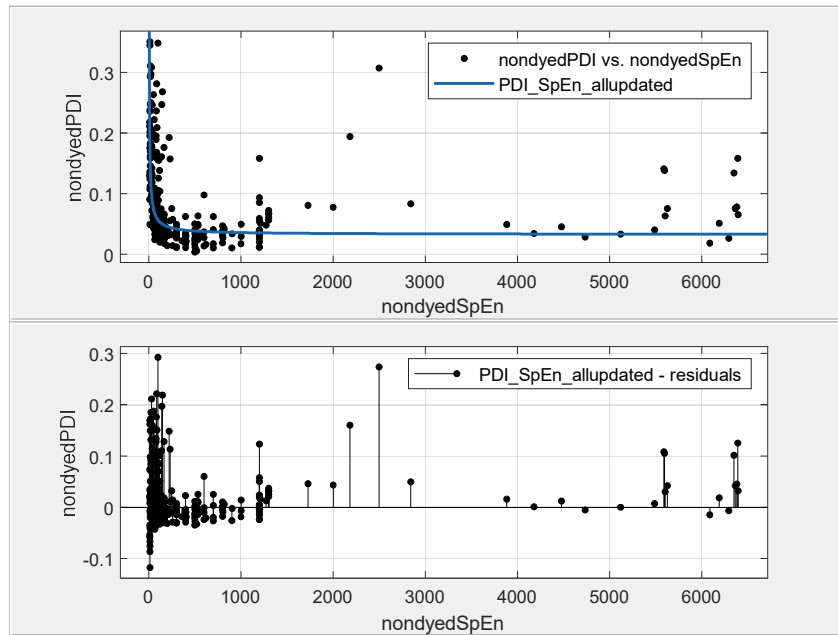 nondyedPDI vs. nondyedSpEn
PDI_SpEn_allupdated
nondyedPDI
0.3
0.2
0.1
0
0 1000 2000 3000 4000 5000 6000
nondyedSpEn
PDI_SpEn_allupdated - residuals
nondyedPDI
0.3
0.2
0.1
0
-0.1
0 1000 2000 3000 4000 5000 6000
nondyedSpEn